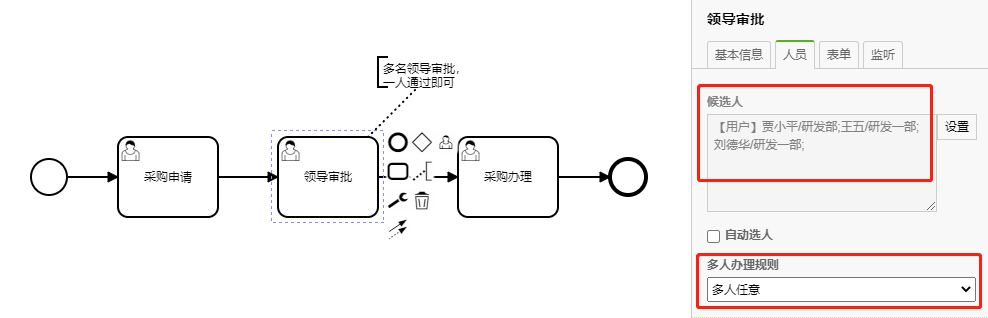 多名领导审批，
一人通过即可
采购申请
领导审批
采购办理
领导审批
基本信息
人员
表单
监听
候选人
【用户】贾小平/研发部;王五/研发一部;
刘德华/研发一部;
设置
自动选人
多人办理规则
多人任意